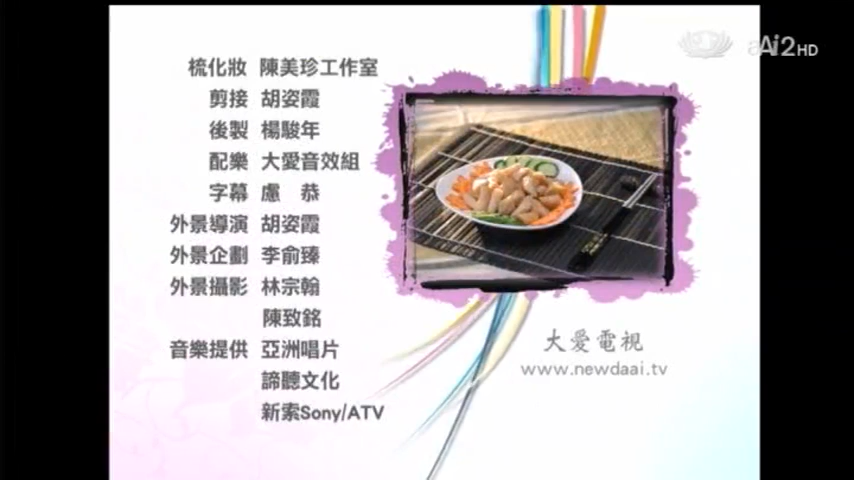 梳化妝 陳美珍工作室
剪接 胡姿霞
後製 楊駿年
配樂 大愛音效組
字幕 盧 恭
外景導演 胡姿霞
外景企劃 李俞臻
外景攝影 林宗翰
陳致銘
音樂提供 亞洲唱片
諦聽文化
新索Sony/ATV
大愛電視
www.newdaai.tv
aAi2HD